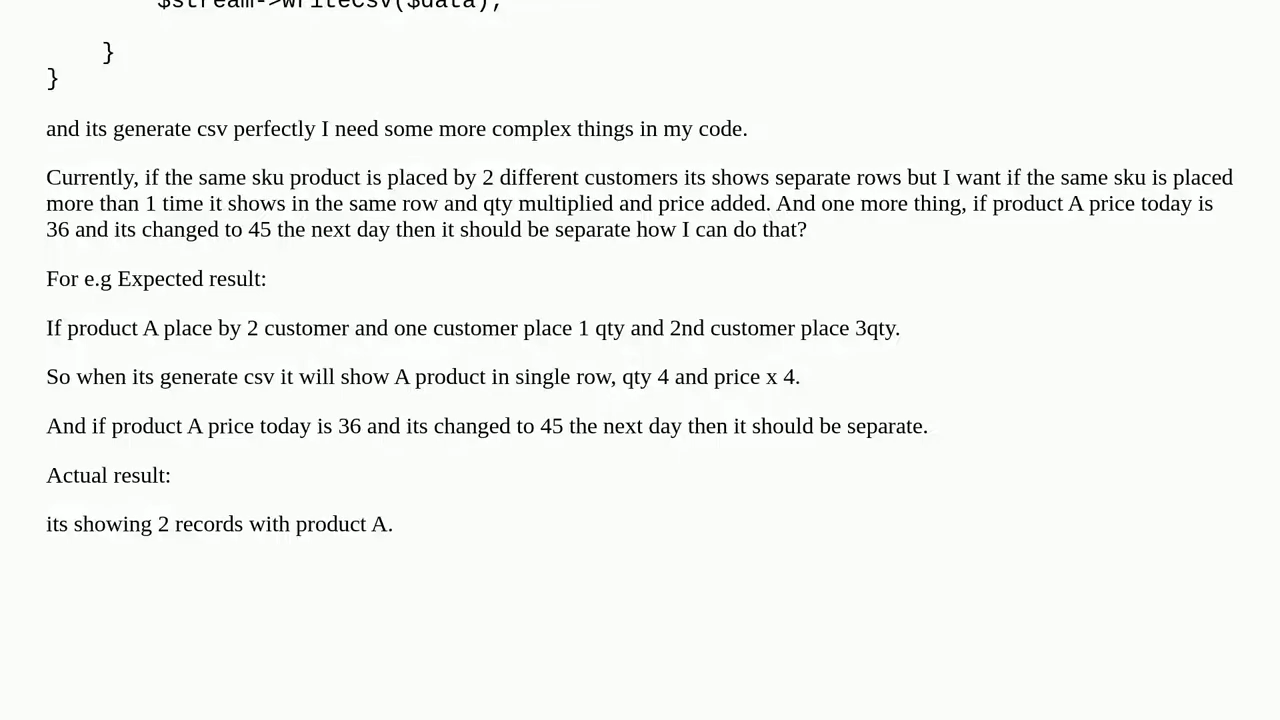 $stream->writeCsv($data);
}
}
and its generate csv perfectly I need some more complex things in my code.
Currently, if the same sku product is placed by 2 different customers its shows separate rows but I want if the same sku is placed
more than 1 time it shows in the same row and qty multiplied and price added. And one more thing, if product A price today is
36 and its changed to 45 the next day then it should be separate how I can do that?
For e.g Expected result:
If product A place by 2 customer and one customer place 1 qty and 2nd customer place 3qty.
So when its generate csv it will show A product in single row, qty 4 and price x 4.
And if product A price today is 36 and its changed to 45 the next day then it should be separate.
Actual result:
its showing 2 records with product A.